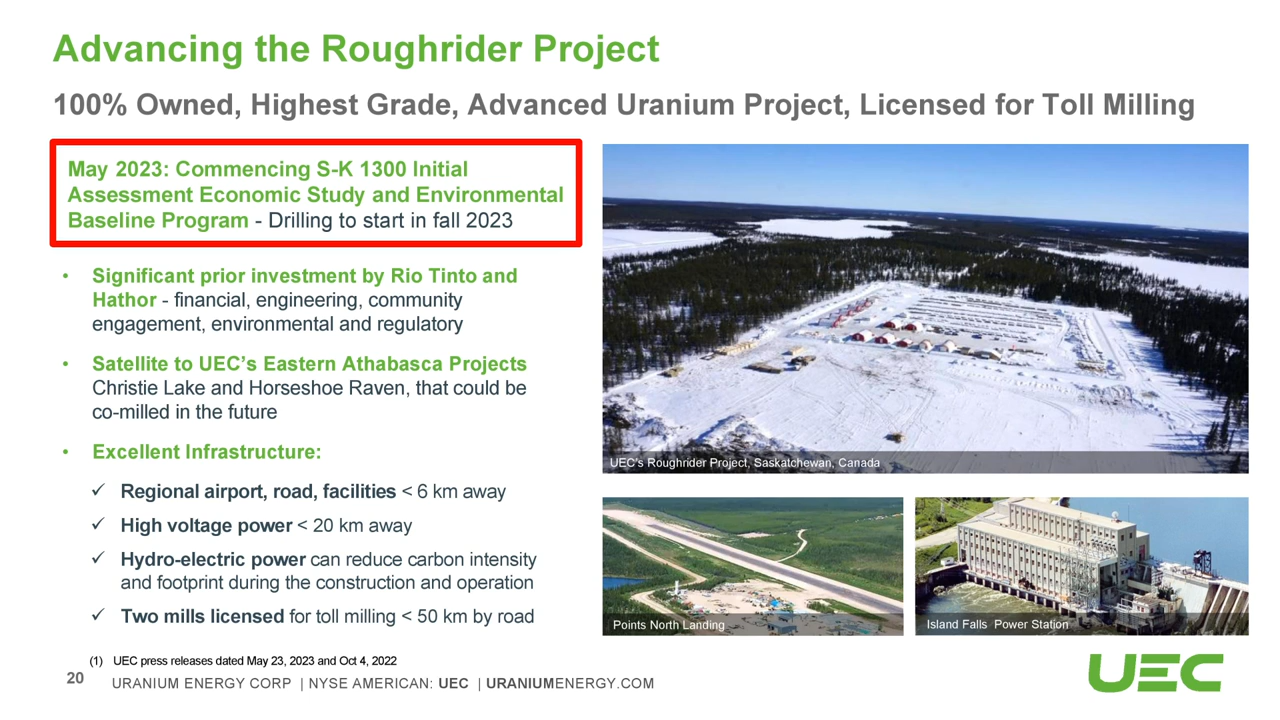 Advancing the Roughrider Project
100% Owned, Highest Grade, Advanced Uranium Project, Licensed for Toll Milling
May 2023: Commencing S-K 1300 Initial
Assessment Economic Study and Environmental
Baseline Program - Drilling to start in fall 2023
• Significant prior investment by Rio Tinto and
Hathor - financial, engineering, community
engagement, environmental and regulatory
• Satellite to UEC’s Eastern Athabasca Projects
Christie Lake and Horseshoe Raven, that could be
co-milled in the future
• Excellent Infrastructure:
✓ Regional airport, road, facilities < 6 km away
✓ High voltage power < 20 km away
✓ Hydro-electric power can reduce carbon intensity
and footprint during the construction and operation
✓ Two mills licensed for toll milling < 50 km by road
UEC's Roughrider Project, Saskatchewan, Canada
Points North Landing
Island Falls Power Station
(1) UEC press releases dated May 23, 2023 and Oct 4, 2022
20 URANIUM ENERGY CORP | NYSE AMERICAN: UEC | URANIUMENERGY.COM
UEC